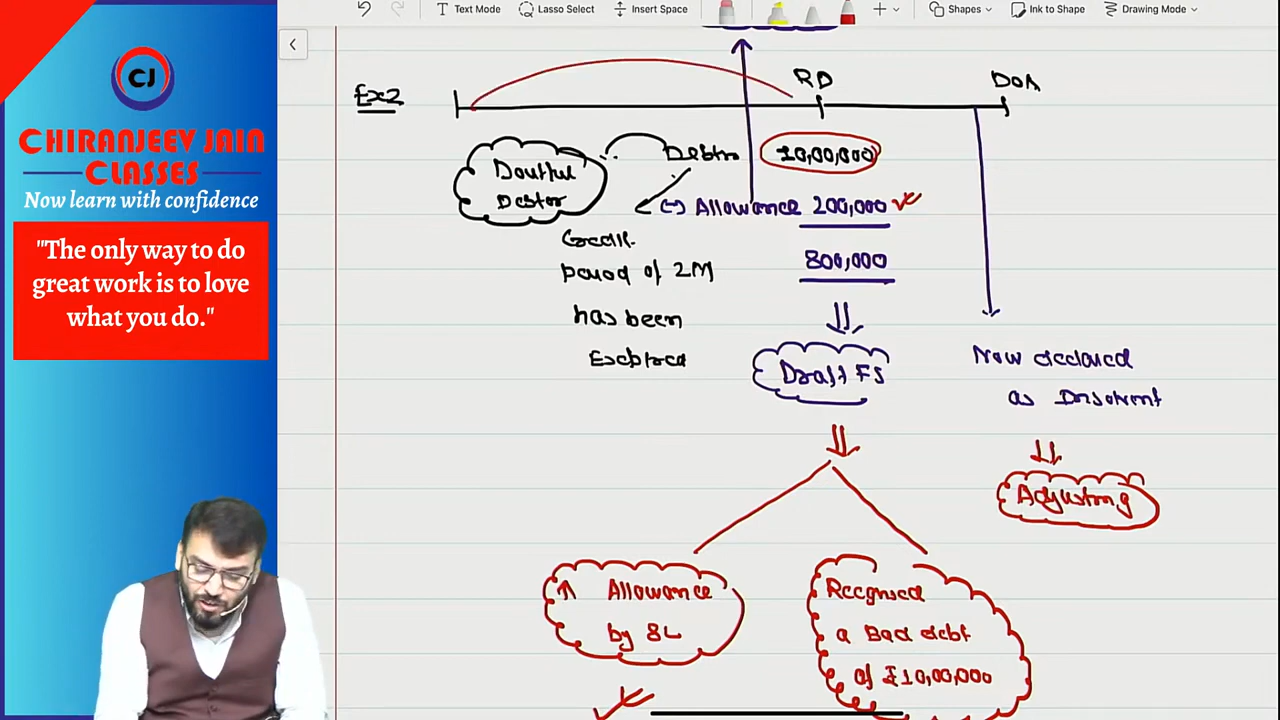 Text Mode
Lasso Select
Insert Space
Shapes
Ink to Shape
Drawing Mode
CJ
CHIRANJEEV JAIN
CLASSES
Now learn with confidence
"The only way to do
great work is to love
what you do."
Ex2
RD
DOA
Doutful
Debtor
Debtor 10,00,000
(-) Allowance 200,000
800,000
Credit
period of 2M
has been
Draft FS
Now declared
as Insolvent
Adjusting
↑ Allowance
by 8L
Recognised
a Bad debt
of ₹10,00,000